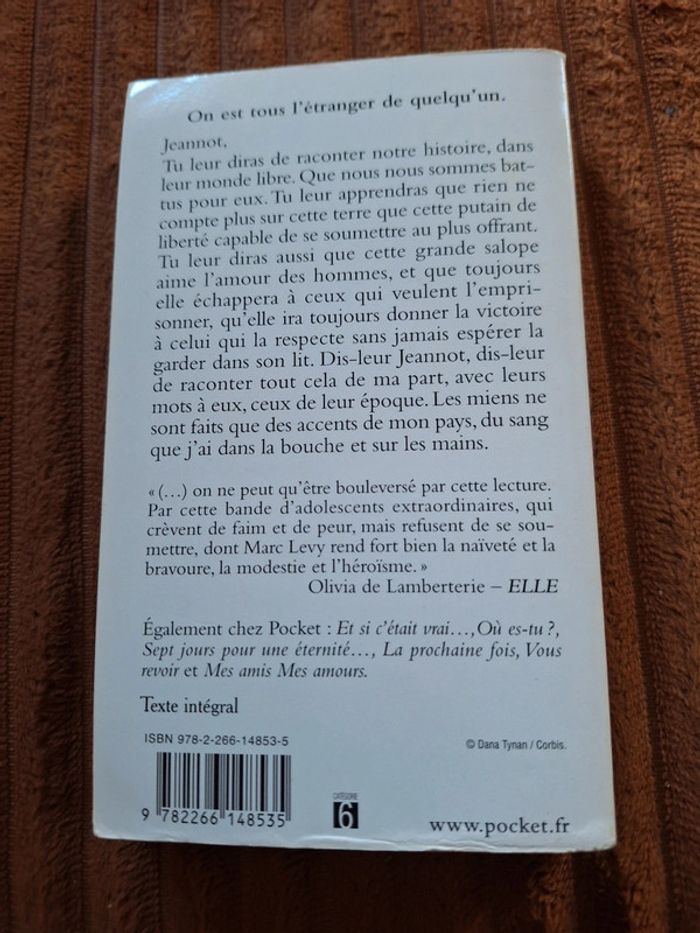 On est tous l'étranger de quelqu'un.
Jeannot,
Tu leur diras de raconter notre histoire, dans
leur monde libre. Que nous nous sommes bat-
tus pour eux. Tu leur apprendras que rien ne
compte plus sur cette terre que cette putain de
liberté capable de se soumettre au plus offrant.
Tu leur diras aussi que cette grande salope
aime l'amour des hommes, et que toujours
elle échappera à ceux qui veulent l'empri-
sonner, qu'elle ira toujours donner la victoire
à celui qui la respecte sans jamais espérer la
garder dans son lit. Dis-leur Jeannot, dis-leur
de raconter tout cela de ma part, avec leurs
mots à eux, ceux de leur époque. Les miens ne
sont faits que des accents de mon pays, du sang
que j'ai dans la bouche et sur les mains.
« (...) on ne peut qu'être bouleversé par cette lecture.
Par cette bande d'adolescents extraordinaires, qui
crèvent de faim et de peur, mais refusent de se sou-
mettre, dont Marc Levy rend fort bien la naïveté et la
bravoure, la modestie et l'héroïsme. »
Olivia de Lamberterie – ELLE
Également chez Pocket : Et si c'était vrai..., Où es-tu ?,
Sept jours pour une éternité..., La prochaine fois, Vous
revoir et Mes amis Mes amours.
Texte intégral
ISBN 978-2-266-14853-5
© Dana Tynan / Corbis.
9 782266 148535
CATÉGORIE
6
www.pocket.fr